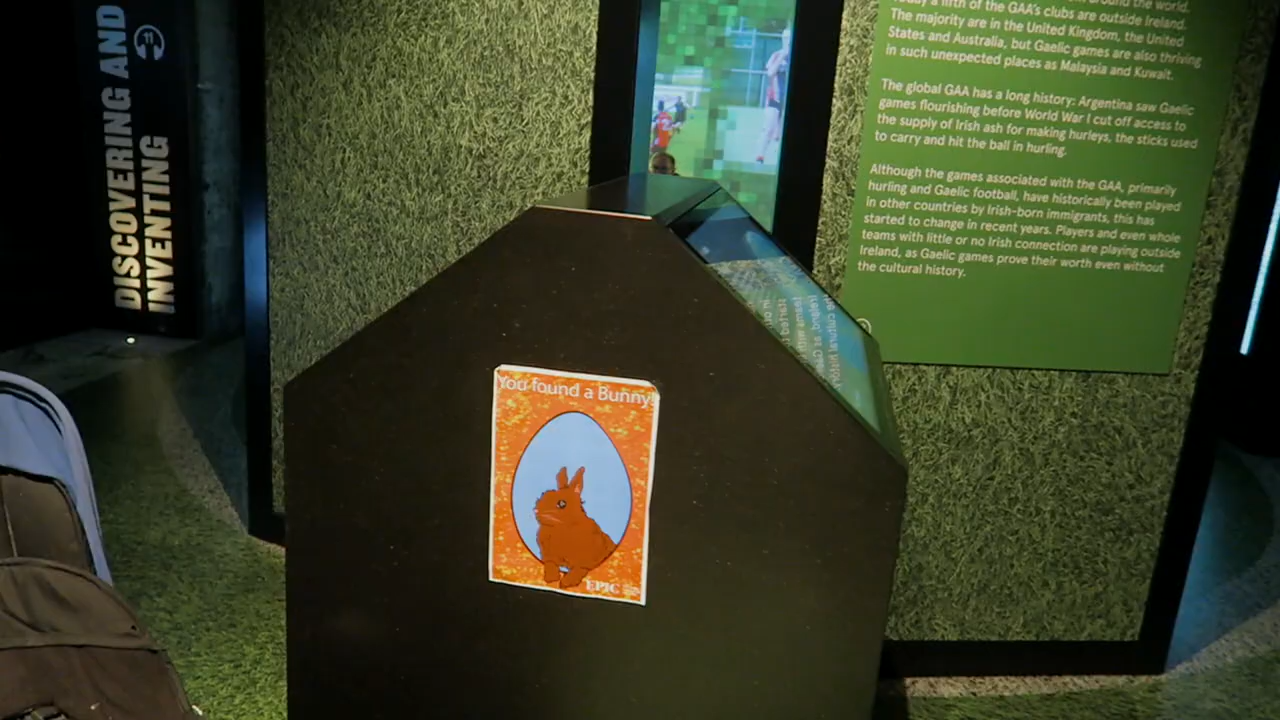 DISCOVERING AND
INVENTING
11
around the world.
Today a fifth of the GAA's clubs are outside Ireland.
The majority are in the United Kingdom, the United
States and Australia, but Gaelic games are also thriving
in such unexpected places as Malaysia and Kuwait.
The global GAA has a long history: Argentina saw Gaelic
games flourishing before World War I cut off access to
the supply of Irish ash for making hurleys, the sticks used
to carry and hit the ball in hurling.
Although the games associated with the GAA, primarily
hurling and Gaelic football, have historically been played
in other countries by Irish-born immigrants, this has
started to change in recent years. Players and even whole
teams with little or no Irish connection are playing outside
Ireland, as Gaelic games prove their worth even without
the cultural history.
You found a Bunny!
EPIC